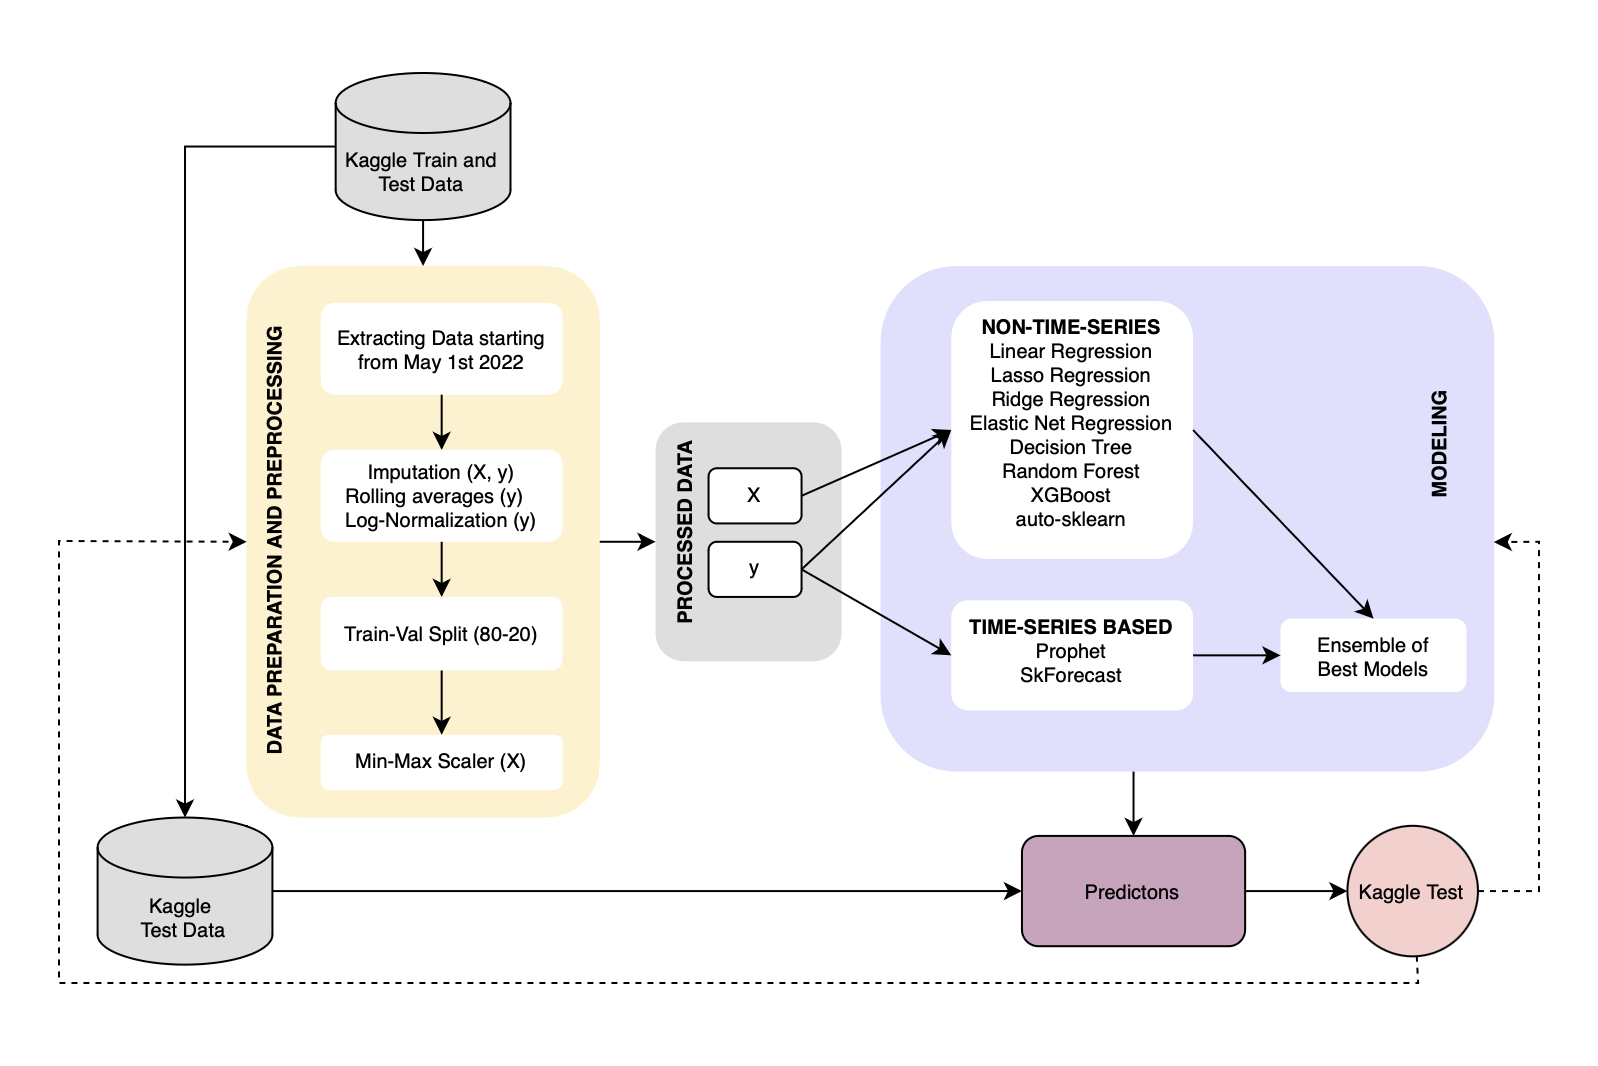 Kaggle Train and
Test Data
DATA PREPARATION AND PREPROCESSING
Extracting Data starting
from May 1st 2022
Imputation (X, y)
Rolling averages (y)
Log-Normalization (y)
Train-Val Split (80-20)
Min-Max Scaler (X)
PROCESSED DATA
X
y
NON-TIME-SERIES
Linear Regression
Lasso Regression
Ridge Regression
Elastic Net Regression
Decision Tree
Random Forest
XGBoost
auto-sklearn
TIME-SERIES BASED
Prophet
SkForecast
MODELING
Ensemble of
Best Models
Kaggle
Test Data
Predictons
Kaggle Test